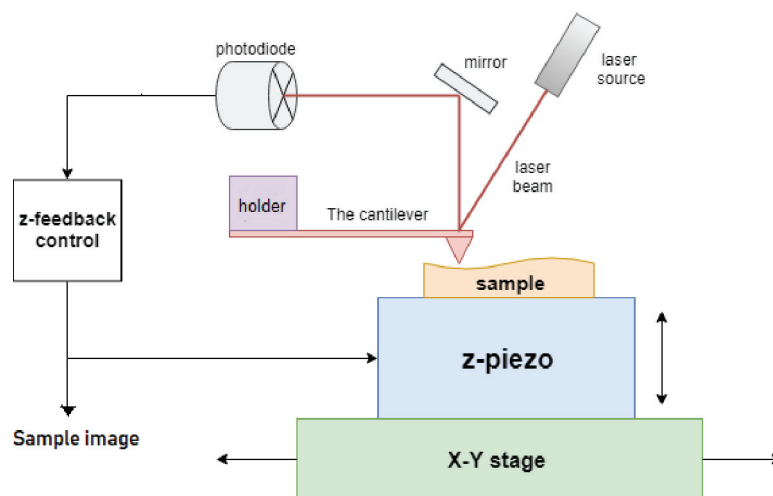 photodiode
mirror
laser
source
laser
beam
z-feedback
control
holder
The cantilever
sample
z-piezo
Sample image
X-Y stage